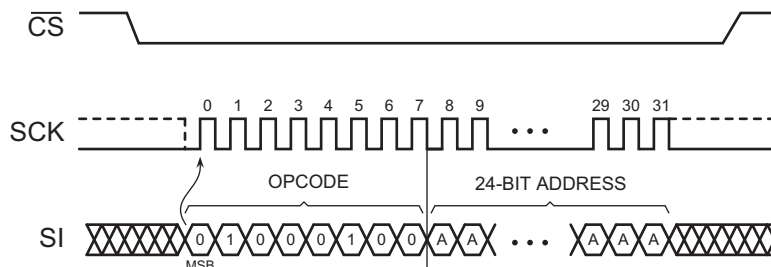 CS
0 1 2 3 4 5 6 7 8 9 29 30 31
SCK
OPCODE 24-BIT ADDRESS
SI 0 1 0 0 0 1 0 0 A A A A A
MSB